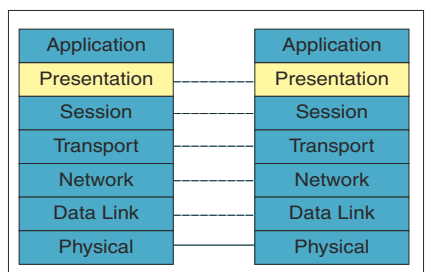 Application Application
Presentation Presentation
Session Session
Transport Transport
Network Network
Data Link Data Link
Physical Physical